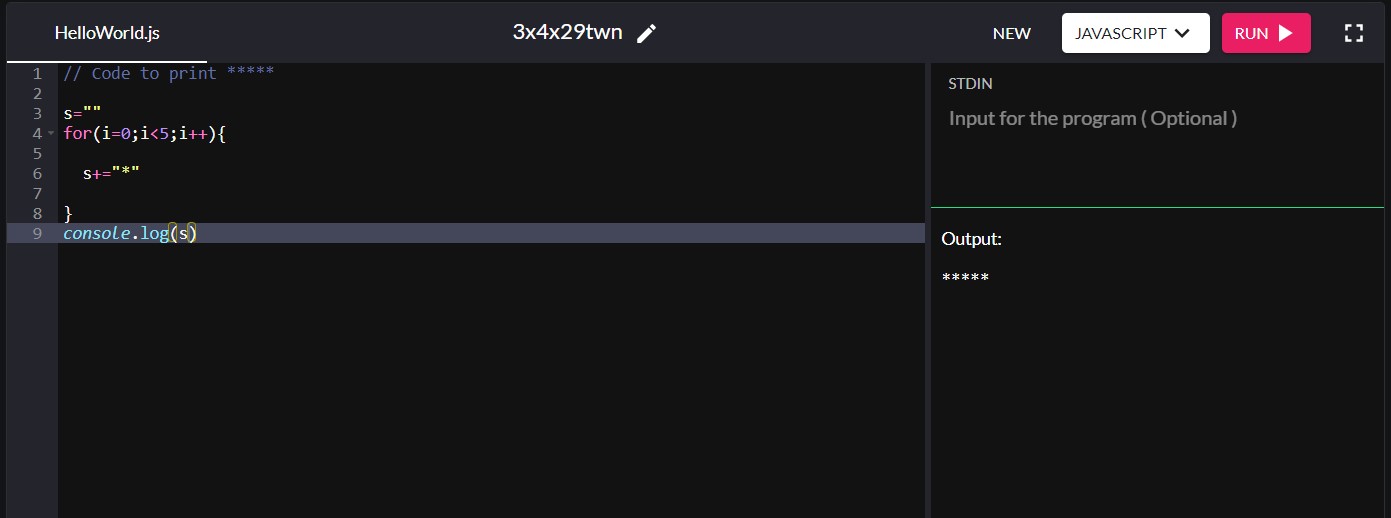 HelloWorld.js
3x4x29twn
NEW
JAVASCRIPT
RUN
1 // Code to print *****
2
3 s=""
4 for(i=0;i<5;i++){
5
6   s+="*"
7
8 }
9 console.log(s)
STDIN
Input for the program ( Optional )
Output:
*****